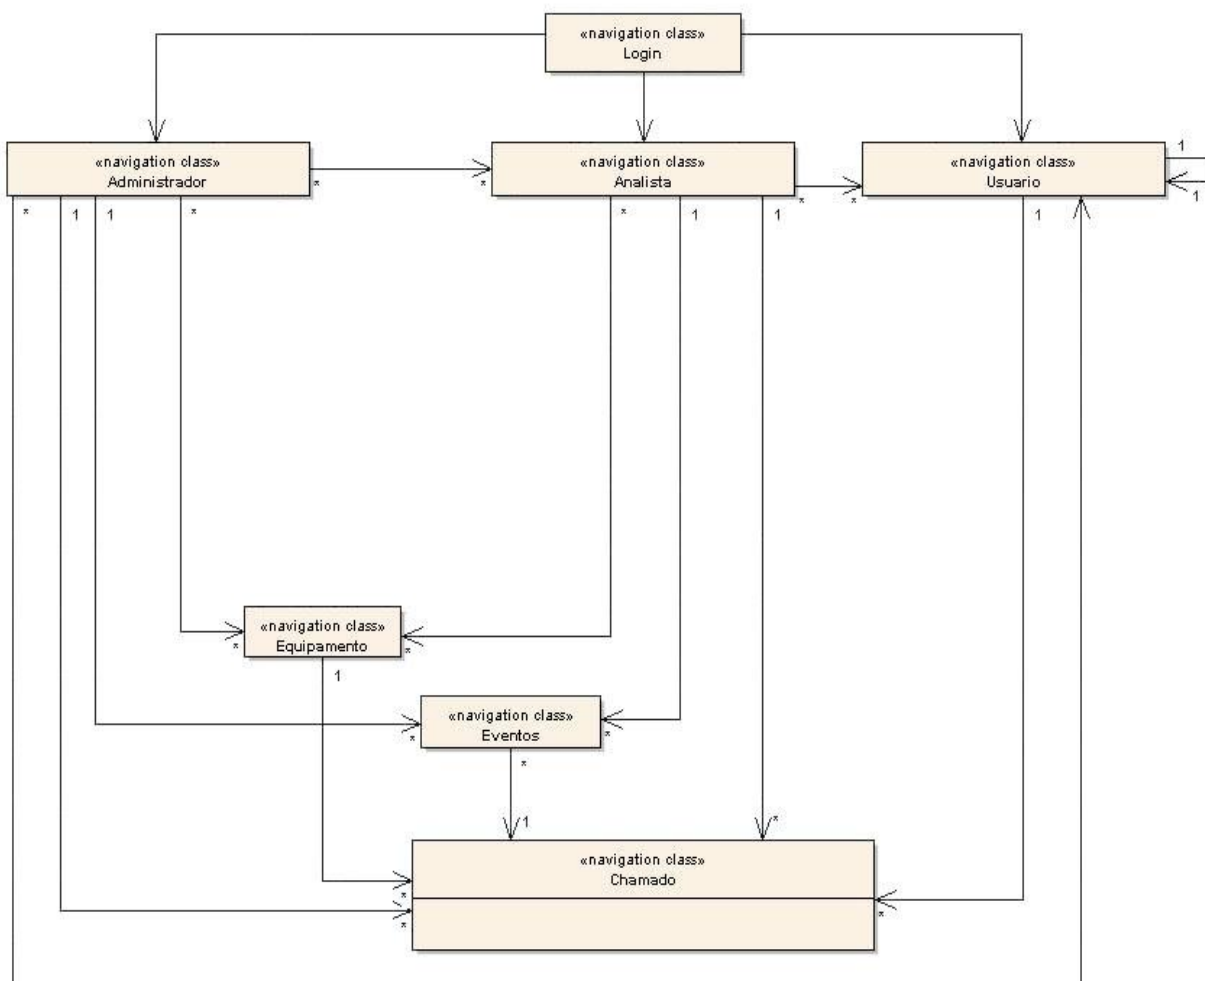 «navigation class»
Login
«navigation class»
Administrador
«navigation class»
Analista
«navigation class»
Usuario
1
1
*
*
*
*
*
1
1
*
*
1
1
1
«navigation class»
Equipamento
*
*
1
«navigation class»
Eventos
*
*
*
1
*
«navigation class»
Chamado
*
*
*